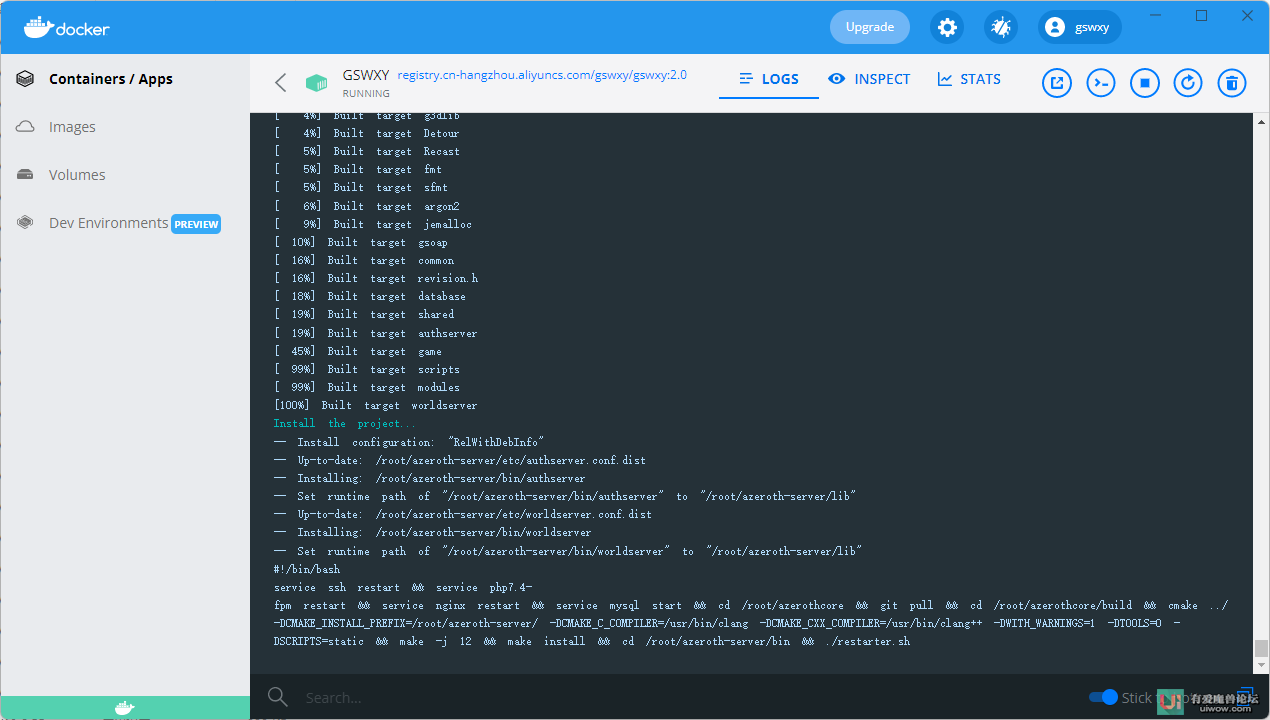 docker
Upgrade
gswxy
Containers / Apps
Images
Volumes
Dev Environments PREVIEW
GSWXY registry.cn-hangzhou.aliyuncs.com/gswxy/gswxy:2.0
RUNNING
LOGS
INSPECT
STATS
[ 4%] Built target g3dlib
[ 4%] Built target Detour
[ 5%] Built target Recast
[ 5%] Built target fmt
[ 5%] Built target sfmt
[ 6%] Built target argon2
[ 9%] Built target jemalloc
[ 10%] Built target gsoap
[ 16%] Built target common
[ 16%] Built target revision.h
[ 18%] Built target database
[ 19%] Built target shared
[ 19%] Built target authserver
[ 45%] Built target game
[ 99%] Built target scripts
[ 99%] Built target modules
[100%] Built target worldserver
Install the project...
-- Install configuration: "RelWithDebInfo"
-- Up-to-date: /root/azeroth-server/etc/authserver.conf.dist
-- Installing: /root/azeroth-server/bin/authserver
-- Set runtime path of "/root/azeroth-server/bin/authserver" to "/root/azeroth-server/lib"
-- Up-to-date: /root/azeroth-server/etc/worldserver.conf.dist
-- Installing: /root/azeroth-server/bin/worldserver
-- Set runtime path of "/root/azeroth-server/bin/worldserver" to "/root/azeroth-server/lib"
#!/bin/bash
service ssh restart && service php7.4-
fpm restart && service nginx restart && service mysql start && cd /root/azerothcore && git pull && cd /root/azerothcore/build && cmake ../
-DCMAKE_INSTALL_PREFIX=/root/azeroth-server/ -DCMAKE_C_COMPILER=/usr/bin/clang -DCMAKE_CXX_COMPILER=/usr/bin/clang++ -DWITH_WARNINGS=1 -DTOOLS=0 -
DSCRIPTS=static && make -j 12 && make install && cd /root/azeroth-server/bin && ./restarter.sh
Search...
Stick
Ui
有爱魔兽论坛
uiwow.com